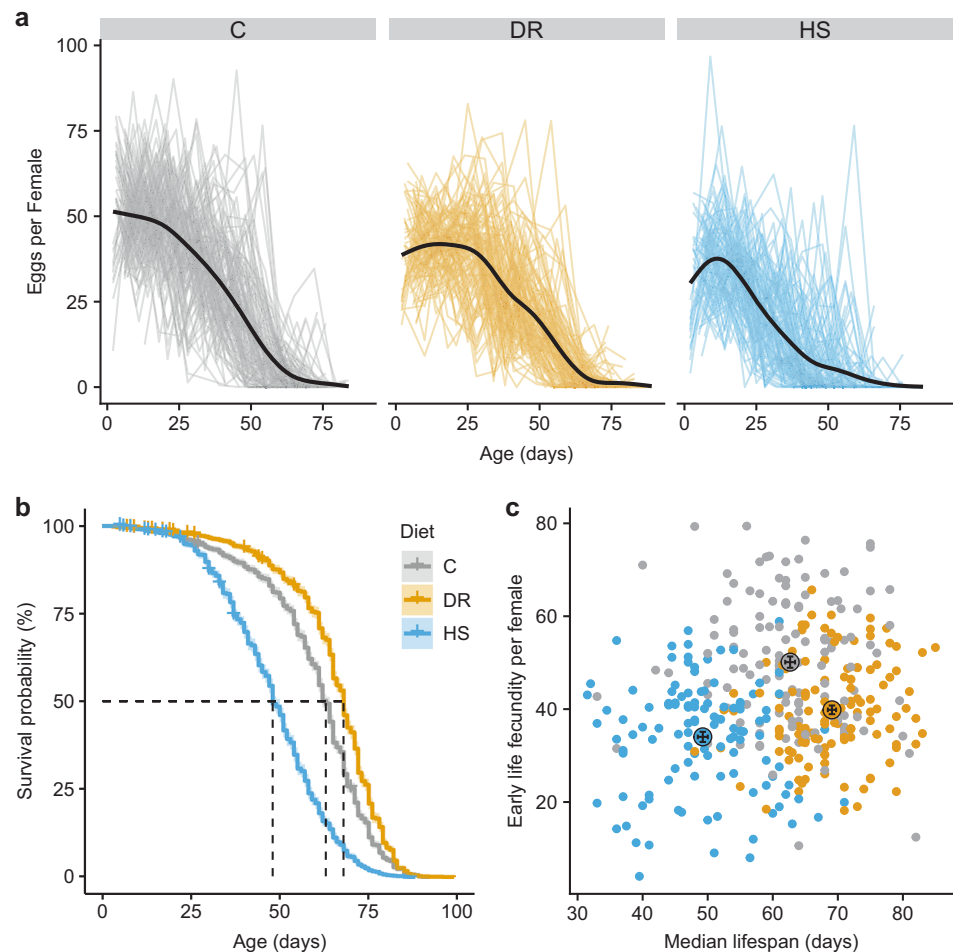 a
C DR HS
Eggs per Female
100
75
50
25
0
0 25 50 75 0 25 50 75 0 25 50 75
Age (days)
b
Survival probability (%)
100
75
50
25
0
0 25 50 75 100
Age (days)
Diet
C
DR
HS
c
Early life fecundity per female
80
60
40
20
30 40 50 60 70 80
Median lifespan (days)